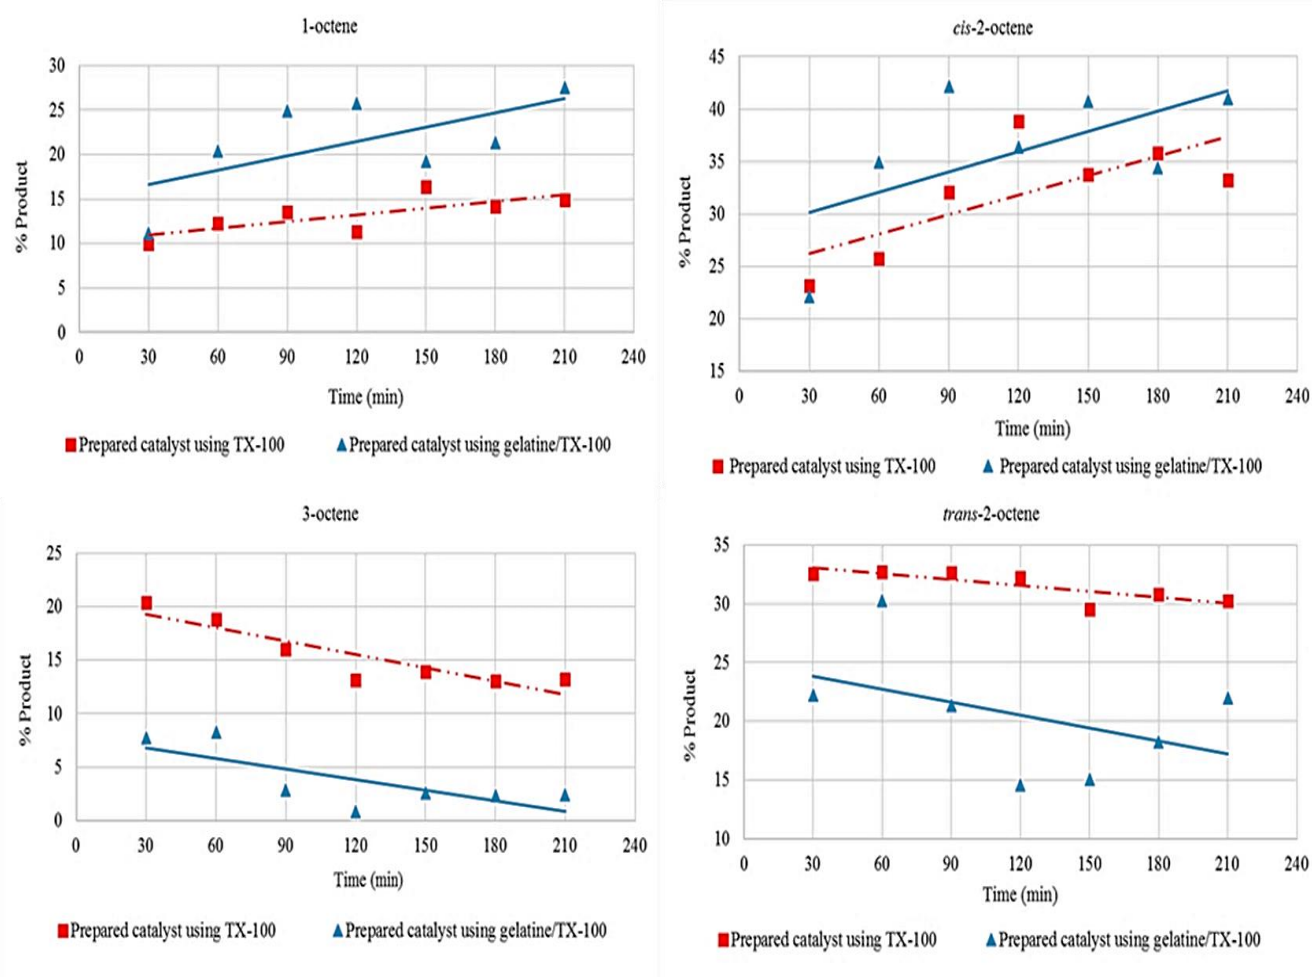 1-octene
30
25
20
15
10
5
0
% Product
0 30 60 90 120 150 180 210 240
Time (min)
Prepared catalyst using TX-100 Prepared catalyst using gelatine/TX-100
cis-2-octene
45
40
35
30
25
20
15
% Product
0 30 60 90 120 150 180 210 240
Time (min)
Prepared catalyst using TX-100 Prepared catalyst using gelatine/TX-100
3-octene
25
20
15
10
5
0
% Product
0 30 60 90 120 150 180 210 240
Time (min)
Prepared catalyst using TX-100 Prepared catalyst using gelatine/TX-100
trans-2-octene
35
30
25
20
15
10
% Product
0 30 60 90 120 150 180 210 240
Time (min)
Prepared catalyst using TX-100 Prepared catalyst using gelatine/TX-100